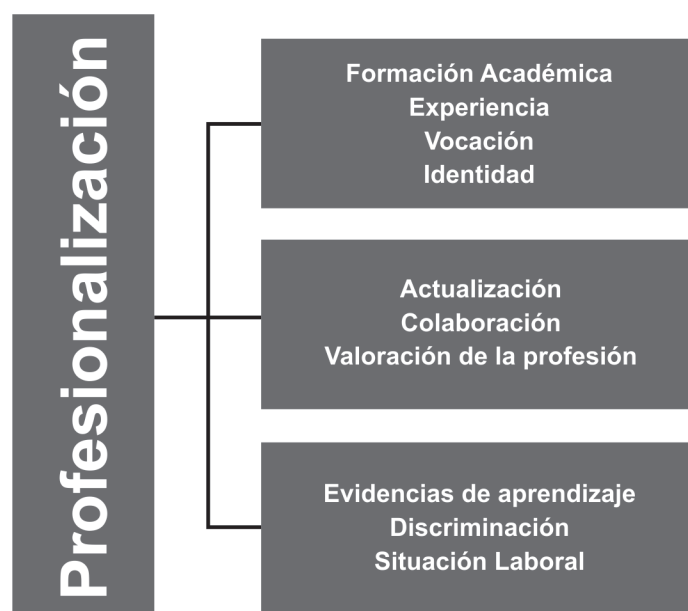 Profesionalización
Formación Académica
Experiencia
Vocación
Identidad
Actualización
Colaboración
Valoración de la profesión
Evidencias de aprendizaje
Discriminación
Situación Laboral